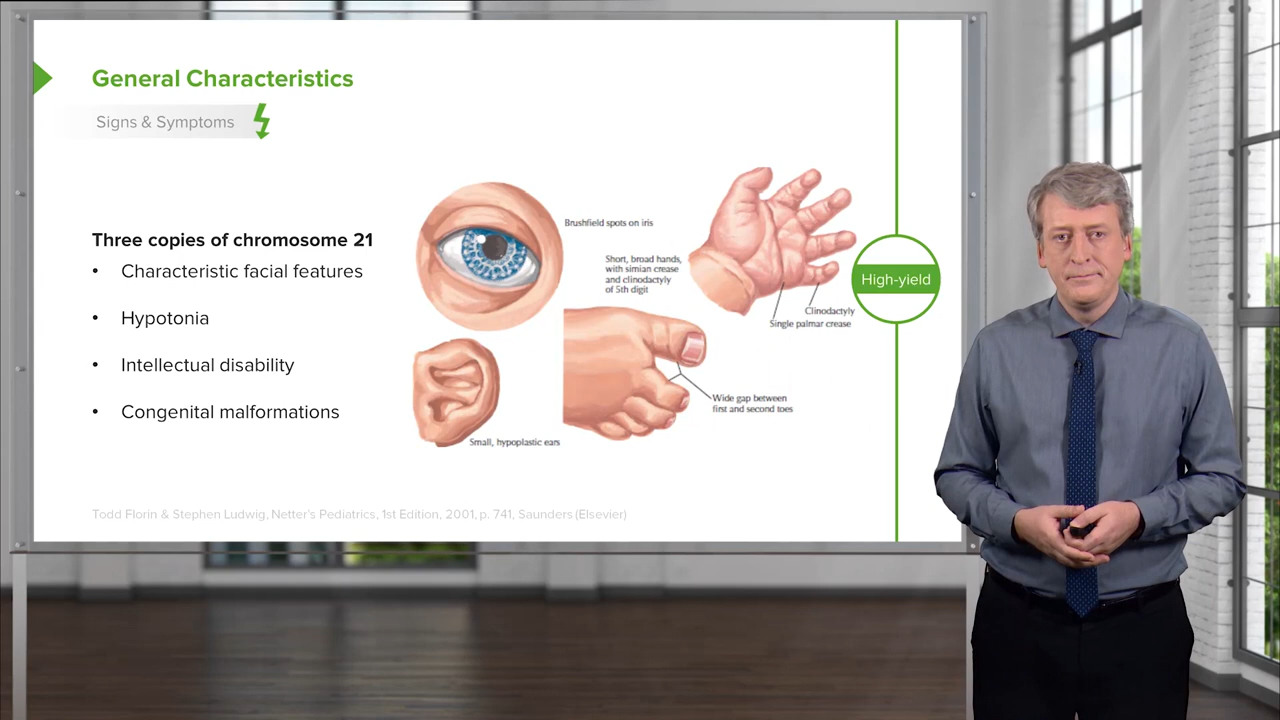 General Characteristics
Signs & Symptoms
Three copies of chromosome 21
• Characteristic facial features
• Hypotonia
• Intellectual disability
• Congenital malformations
Brushfield spots on iris
Short, broad hands,
with simian crease
and clinodactyly
of 5th digit
Clinodactyly
Single palmar crease
Wide gap between
first and second toes
Small, hypoplastic ears
High-yield
Todd Florin & Stephen Ludwig, Netter's Pediatrics, 1st Edition, 2001, p. 741, Saunders (Elsevier)